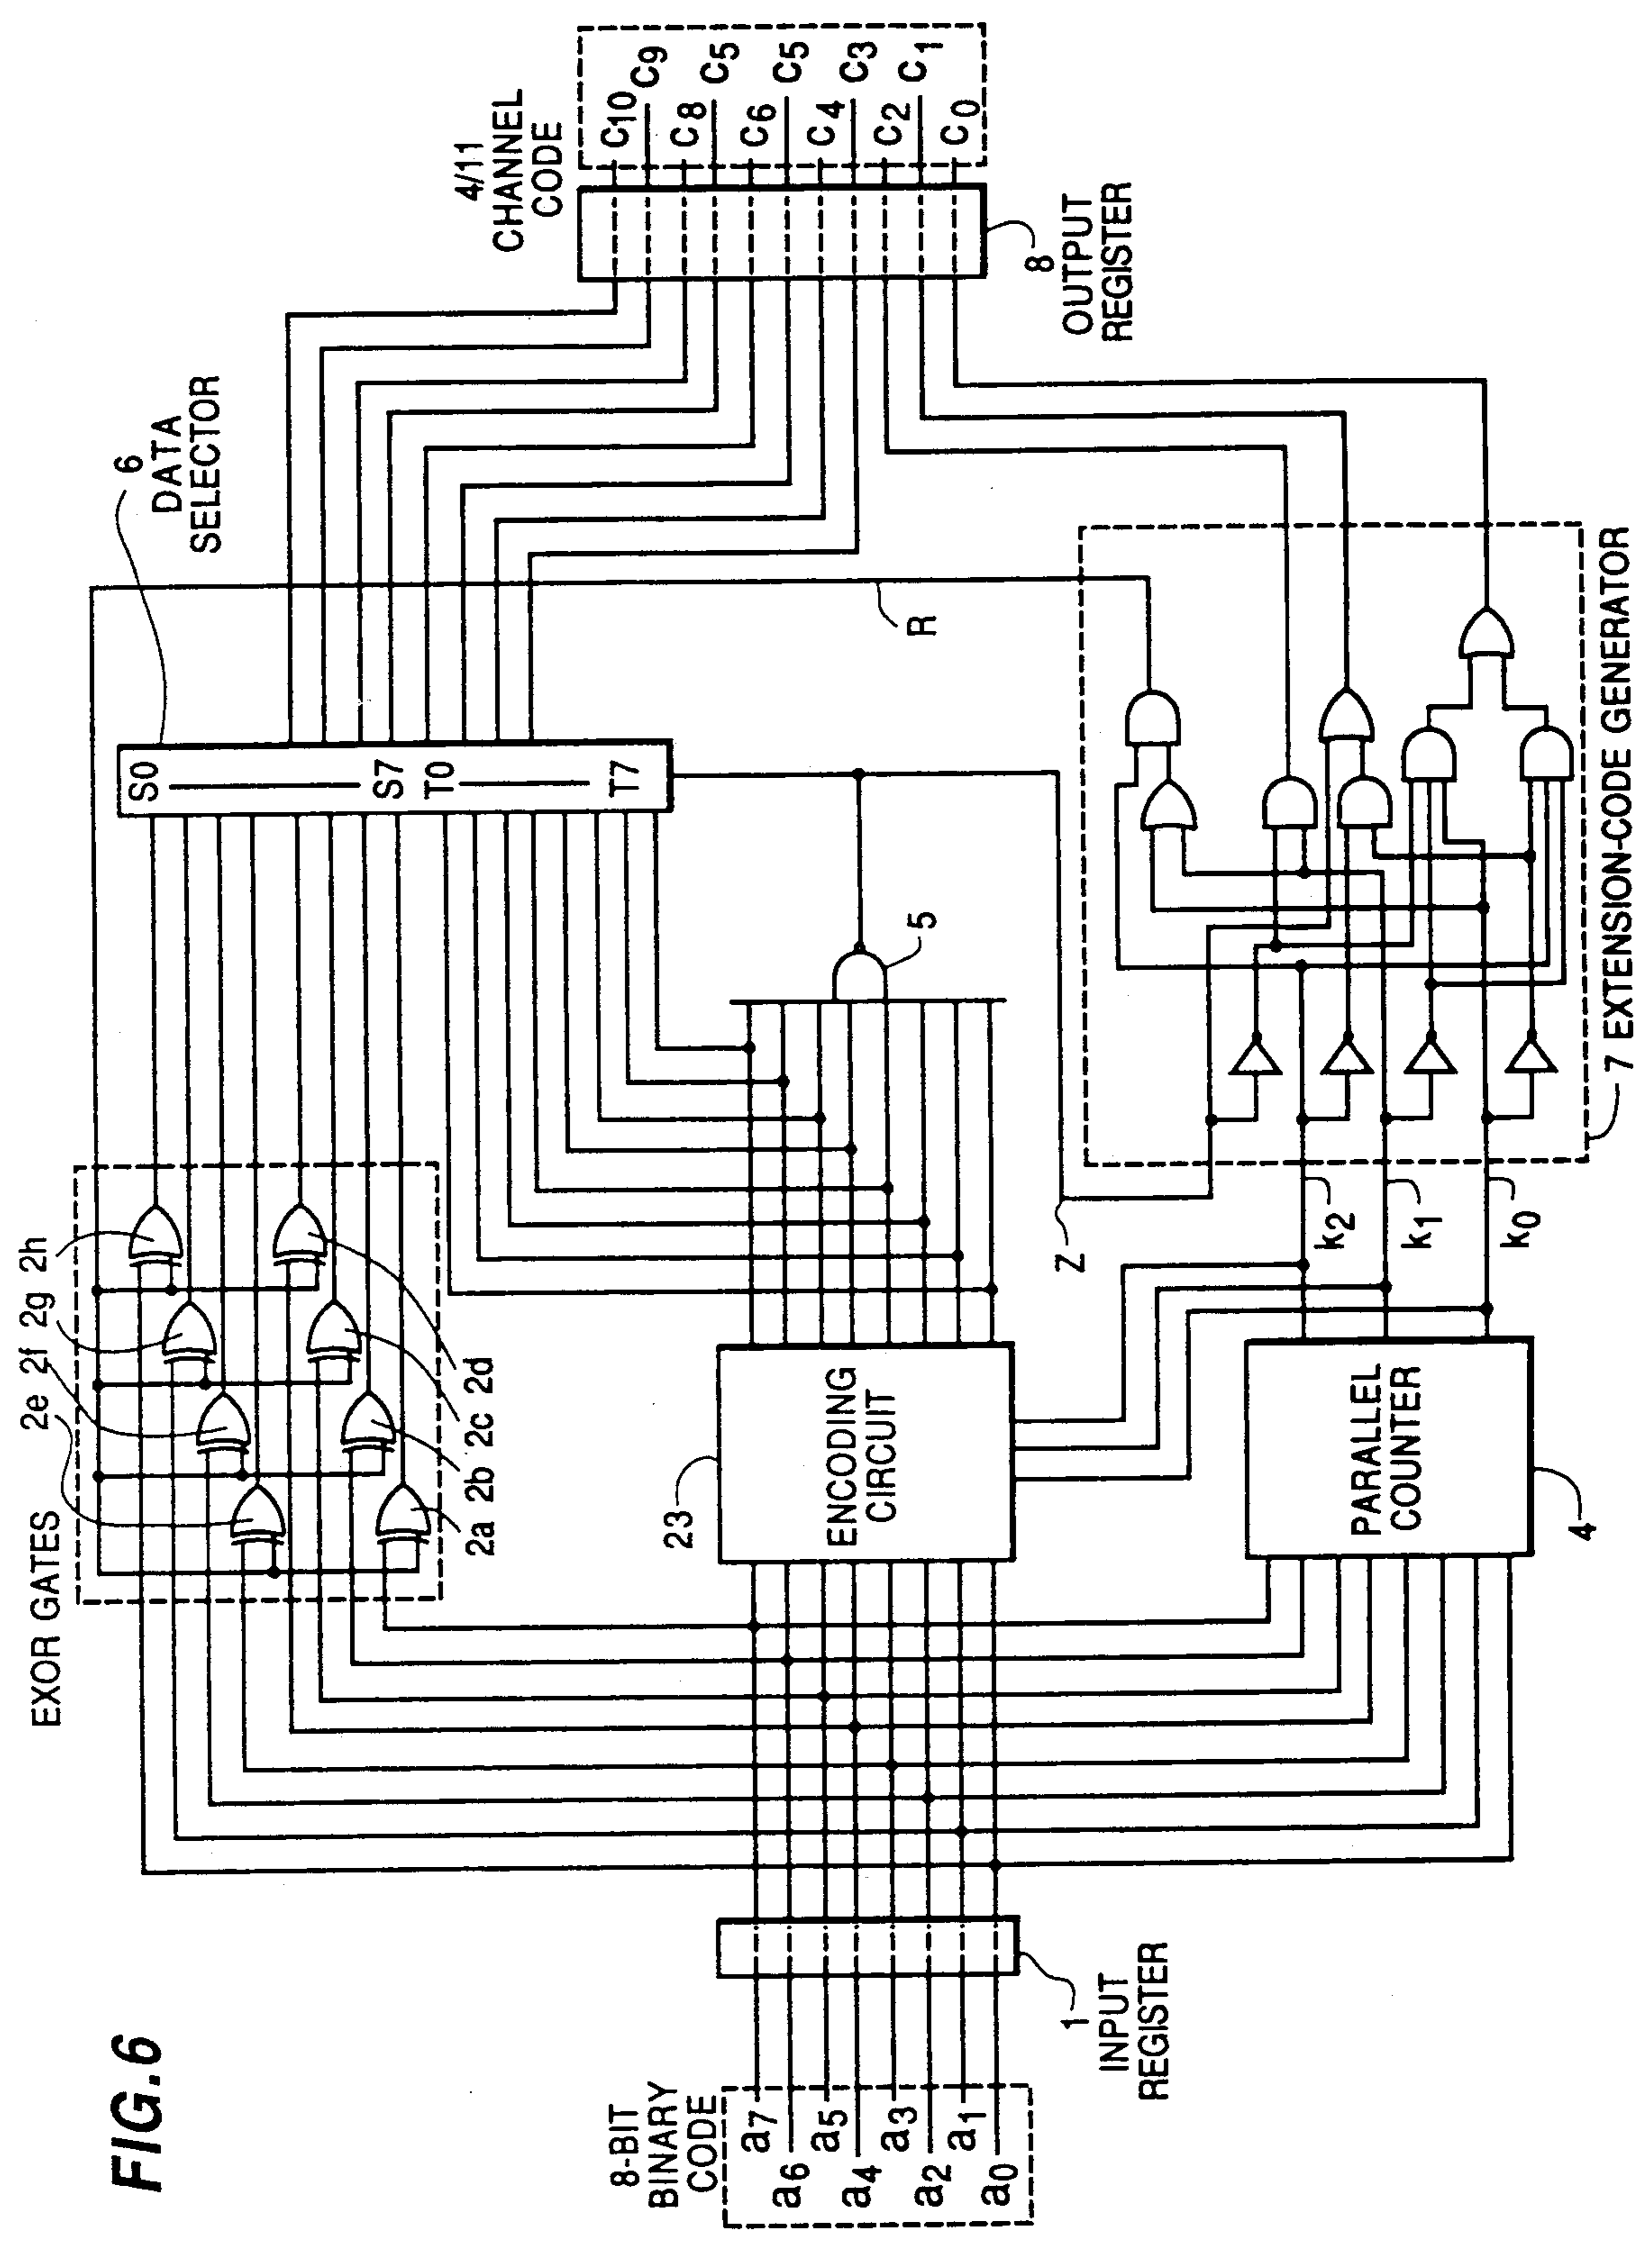 FIG.6
8-BIT
BINARY
CODE
a7
a6
a5
a4
a3
a2
a1
a0
1
INPUT
REGISTER
EXOR GATES
2e 2f 2g 2h
2a 2b 2c 2d
23
ENCODING
CIRCUIT
PARALLEL
COUNTER
4
k2
k1
k0
Z
5
7 EXTENSION-CODE GENERATOR
R
6
DATA
SELECTOR
S0
S7
T0
T7
4/11
CHANNEL
CODE
C10
C9
C8
C5
C6
C5
C4
C3
C2
C1
C0
8
OUTPUT
REGISTER